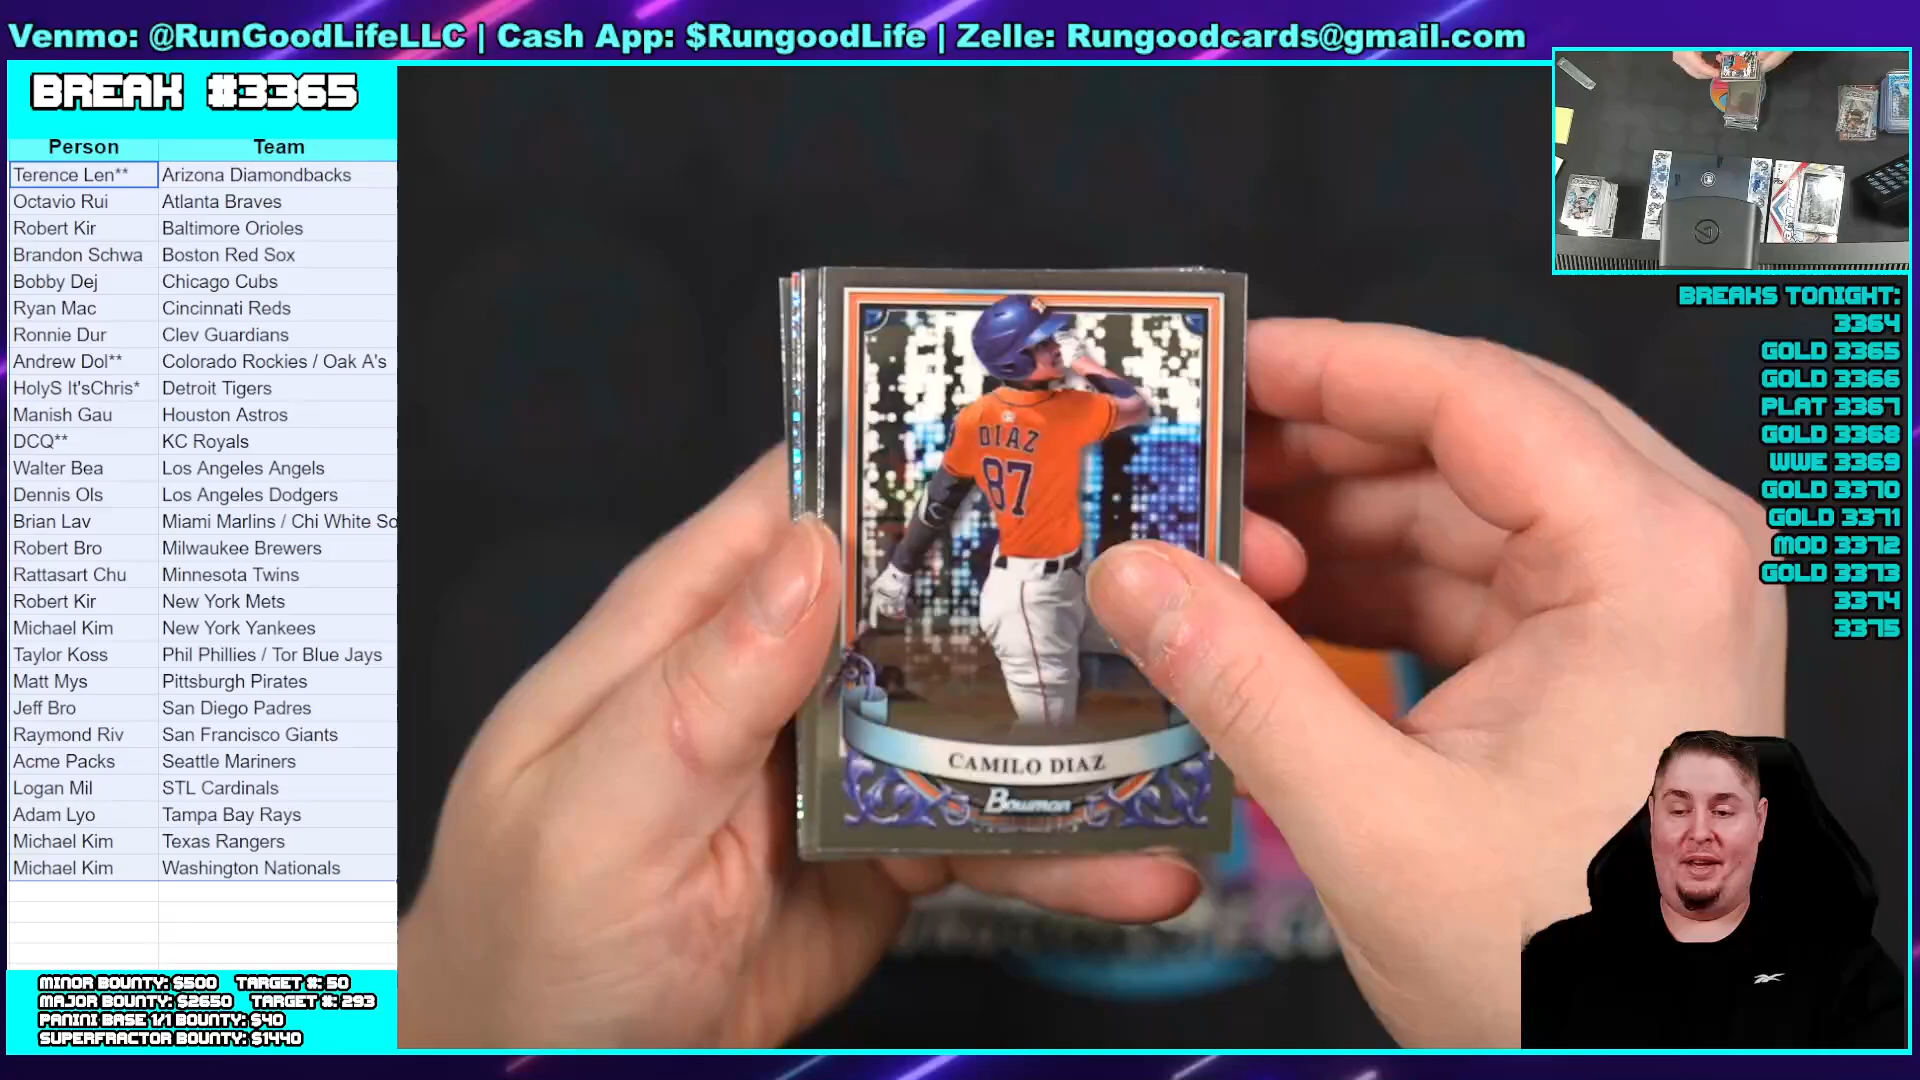 Venmo: @RunGoodLifeLLC | Cash App: $RungoodLife | Zelle: Rungoodcards@gmail.com
BREAK #3365
Person Team
Terence Len** Arizona Diamondbacks
Octavio Rui Atlanta Braves
Robert Kir Baltimore Orioles
Brandon Schwa Boston Red Sox
Bobby Dej Chicago Cubs
Ryan Mac Cincinnati Reds
Ronnie Dur Clev Guardians
Andrew Dol** Colorado Rockies / Oak A's
HolyS It'sChris* Detroit Tigers
Manish Gau Houston Astros
DCQ** KC Royals
Walter Bea Los Angeles Angels
Dennis Ols Los Angeles Dodgers
Brian Lav Miami Marlins / Chi White So
Robert Bro Milwaukee Brewers
Rattasart Chu Minnesota Twins
Robert Kir New York Mets
Michael Kim New York Yankees
Taylor Koss Phil Phillies / Tor Blue Jays
Matt Mys Pittsburgh Pirates
Jeff Bro San Diego Padres
Raymond Riv San Francisco Giants
Acme Packs Seattle Mariners
Logan Mil STL Cardinals
Adam Lyo Tampa Bay Rays
Michael Kim Texas Rangers
Michael Kim Washington Nationals
MINOR BOUNTY: $500 TARGET #: 50
MAJOR BOUNTY: $2650 TARGET #: 293
PANINI BASE 1/1 BOUNTY: $40
SUPERFRACTOR BOUNTY: $1440
DIAZ
87
CAMILO DIAZ
Bowman
BREAKS TONIGHT:
3364
GOLD 3365
GOLD 3366
PLAT 3367
GOLD 3368
WWE 3369
GOLD 3370
GOLD 3371
MOD 3372
GOLD 3373
3374
3375